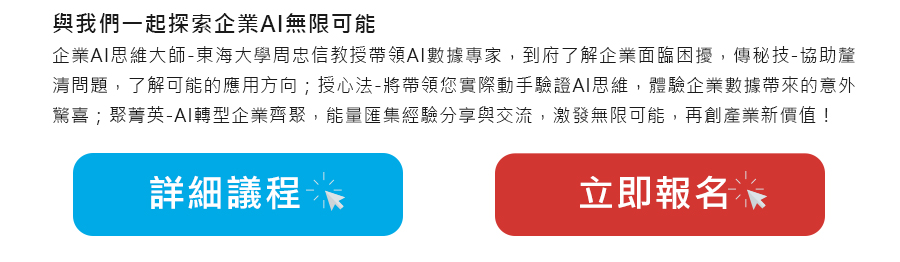 與我們一起探索企業AI無限可能
企業AI思維大師-東海大學周忠信教授帶領AI數據專家，到府了解企業面臨困擾，傳秘技-協助釐
清問題，了解可能的應用方向；授心法-將帶領您實際動手驗證AI思維，體驗企業數據帶來的意外
驚喜；聚菁英-AI轉型企業齊聚，能量匯集經驗分享與交流，激發無限可能，再創產業新價值！
詳細議程
立即報名